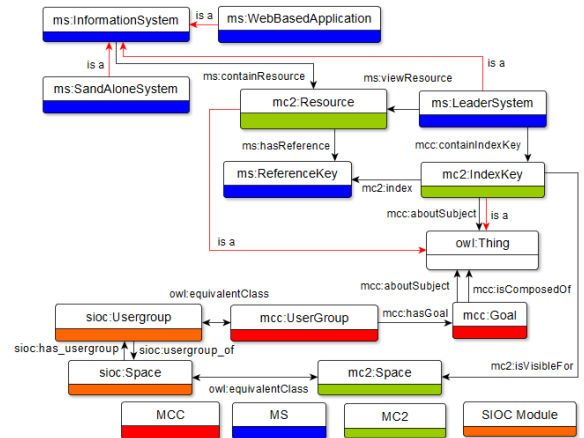 ms:InformationSystem
is a
ms:WebBasedApplication
is a
is a
ms:containResource
ms:viewResource
ms:SandAloneSystem
mc2:Resource
ms:LeaderSystem
ms:hasReference
mcc:containIndexKey
ms:ReferenceKey
mc2:index
mc2:IndexKey
mcc:aboutSubject
is a
is a
owl:Thing
mcc:aboutSubject
mcc:isComposedOf
owl:equivalentClass
sioc:Usergroup
mcc:UserGroup
mcc:hasGoal
mcc:Goal
sioc:has_usergroup
sioc:usergroup_of
sioc:Space
owl:equivalentClass
mc2:Space
mc2:isVisibleFor
MCC
MS
MC2
SIOC Module